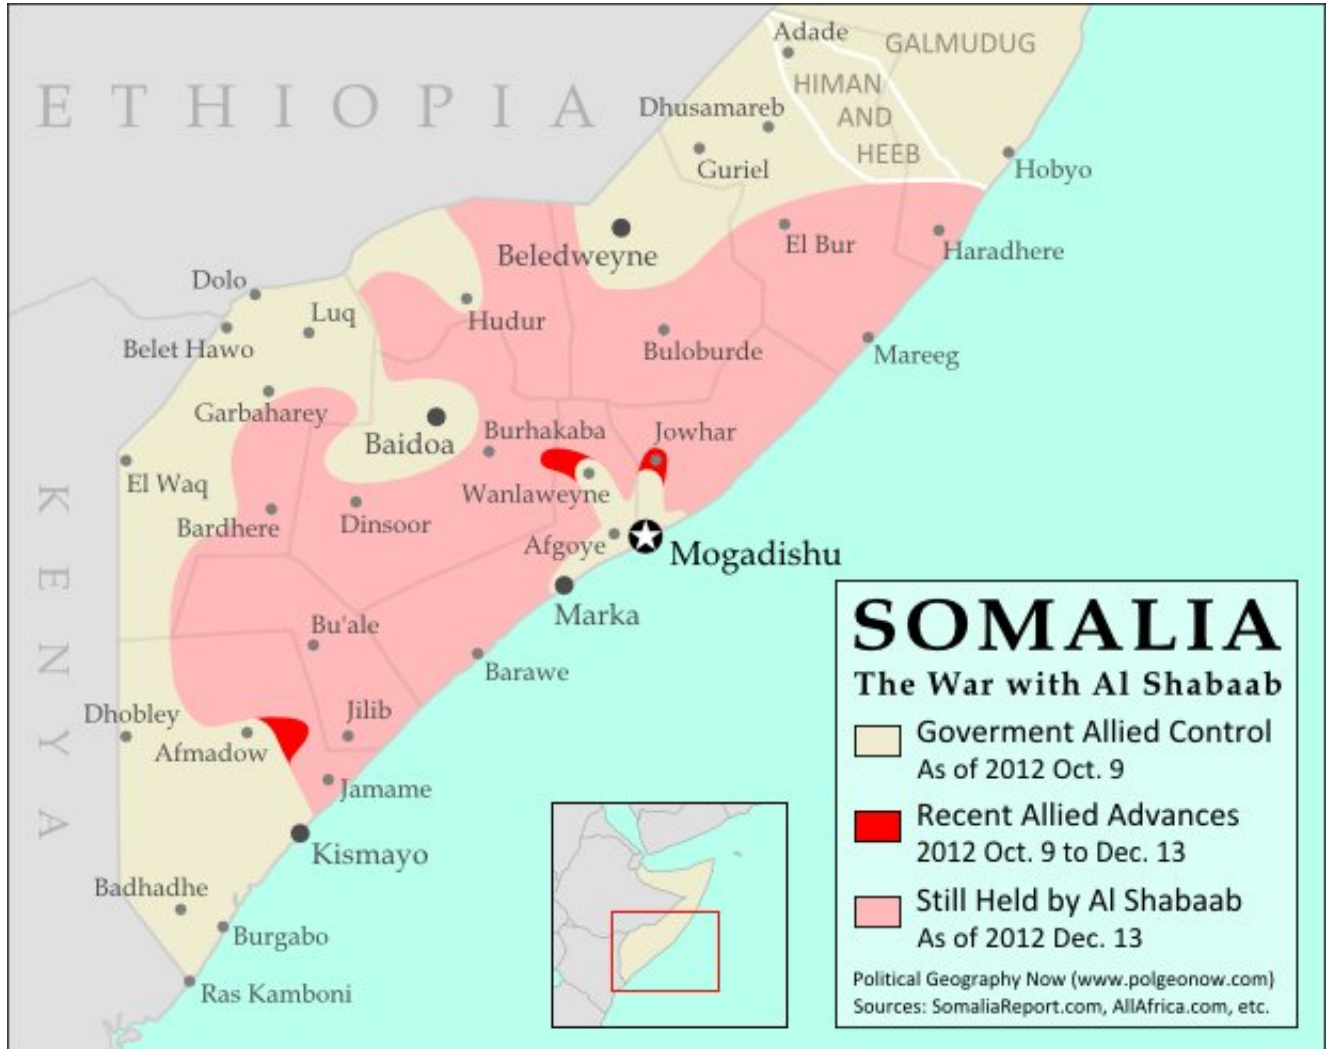 Adade
GALMUDUG
ETHIOPIA
HIMAN
AND
HEEB
Dhusamareb
Guriel
Hobyo
Beledweyne
El Bur
Haradhere
Dolo
Luq
Hudur
Belet Hawo
Buloburde
Mareeg
Garbaharey
Baidoa
Burhakaba
Jowhar
El Waq
Wanlaweyne
Bardhere
Dinsoor
Afgoye
Mogadishu
KENYA
Marka
Bu'ale
Barawe
Dhobley
Jilib
Afmadow
Jamame
Kismayo
Badhadhe
Burgabo
Ras Kamboni
SOMALIA
The War with Al Shabaab
Goverment Allied Control
As of 2012 Oct. 9
Recent Allied Advances
2012 Oct. 9 to Dec. 13
Still Held by Al Shabaab
As of 2012 Dec. 13
Political Geography Now (www.polgeonow.com)
Sources: SomaliaReport.com, AllAfrica.com, etc.